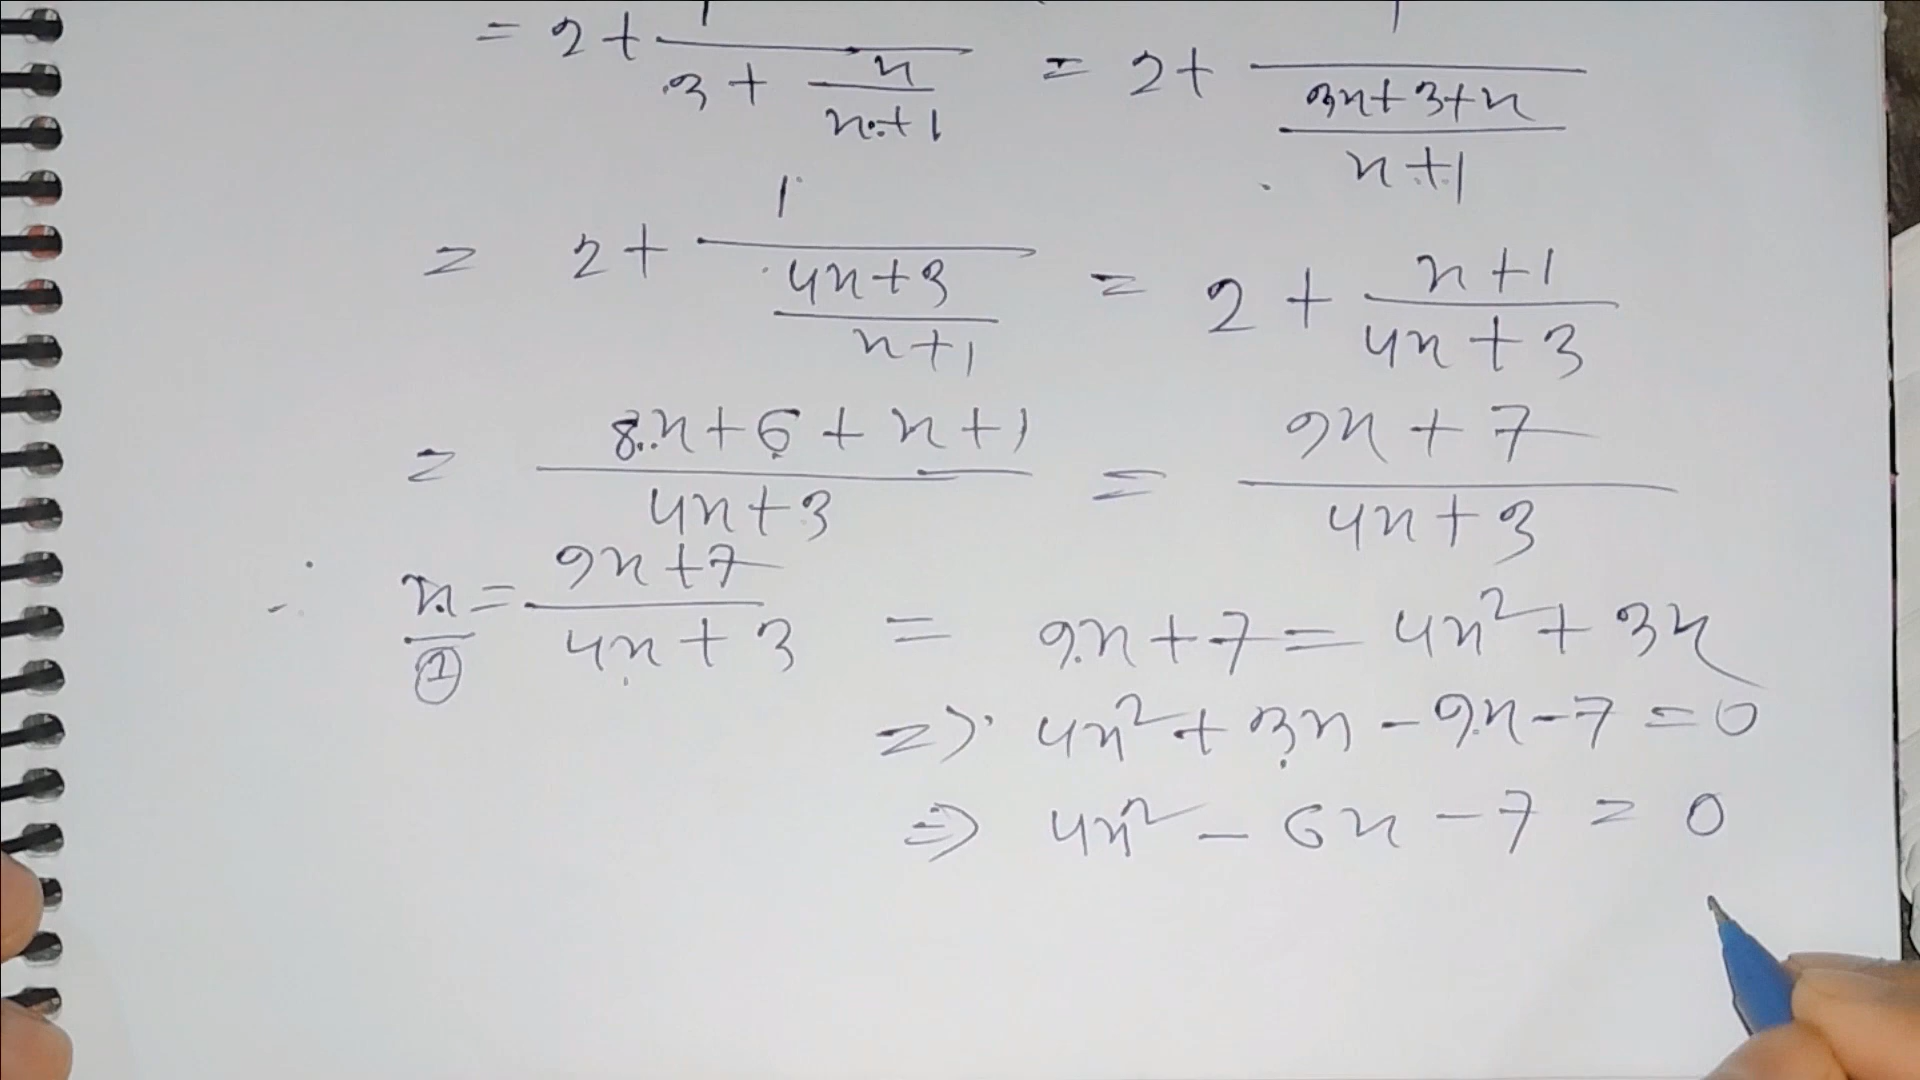 = 2 + 1/(3 + x/(x+1)) = 2 + 1/((3x+3+x)/(x+1))
= 2 + 1/((4x+3)/(x+1)) = 2 + (x+1)/(4x+3)
= (8x+6+x+1)/(4x+3) = (9x+7)/(4x+3)
∴ x/1 = (9x+7)/(4x+3) = 9x+7 = 4x²+3x
=> 4x²+3x-9x-7=0
=> 4x²-6x-7=0